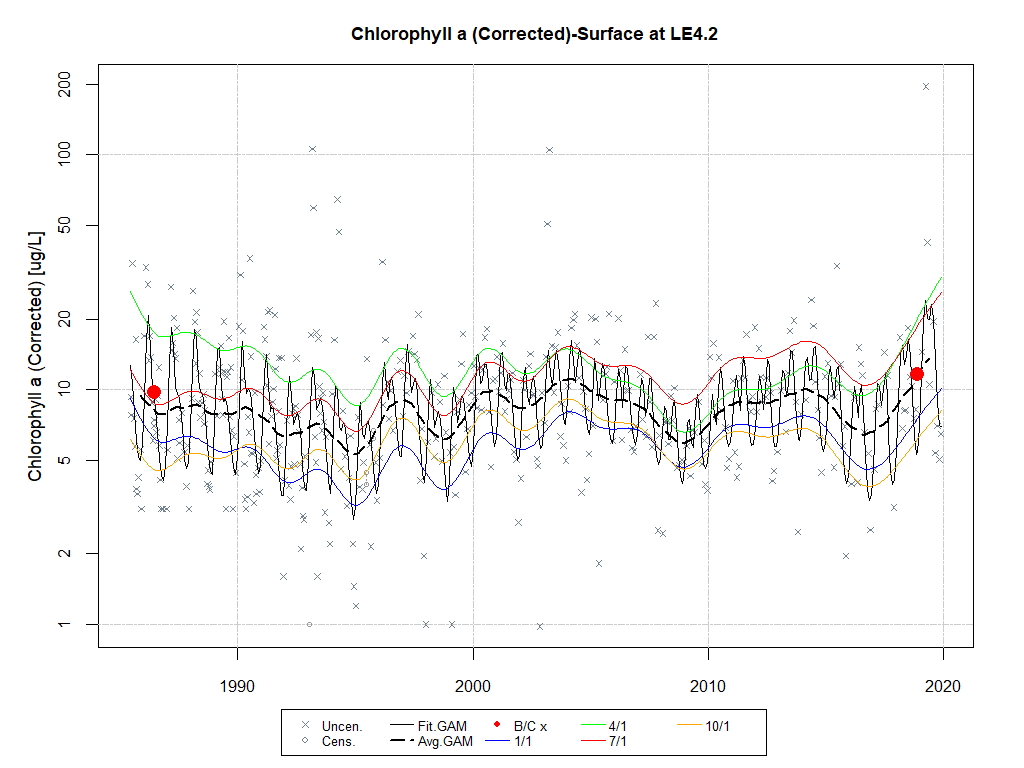 Chlorophyll a (Corrected)-Surface at LE4.2
Chlorophyll a (Corrected) [ug/L]
200
100
50
20
10
5
2
1
1990 2000 2010 2020
Uncen. Fit.GAM B/C x 4/1 10/1
Cens. Avg.GAM 1/1 7/1